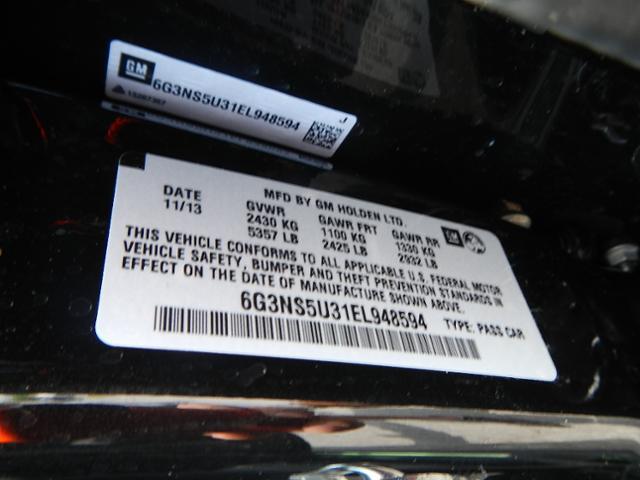 GM
6G3NS5U31EL948594
J
DATE
11/13
MFD BY GM HOLDEN LTD
GVWR GAWR FRT GAWR RR
2430 KG 1100 KG 1330 KG
5357 LB 2425 LB 2932 LB
GM
THIS VEHICLE CONFORMS TO ALL APPLICABLE U.S. FEDERAL MOTOR
VEHICLE SAFETY, BUMPER AND THEFT PREVENTION STANDARDS IN
EFFECT ON THE DATE OF MANUFACTURE SHOWN ABOVE.
6G3NS5U31EL948594 TYPE: PASS CAR